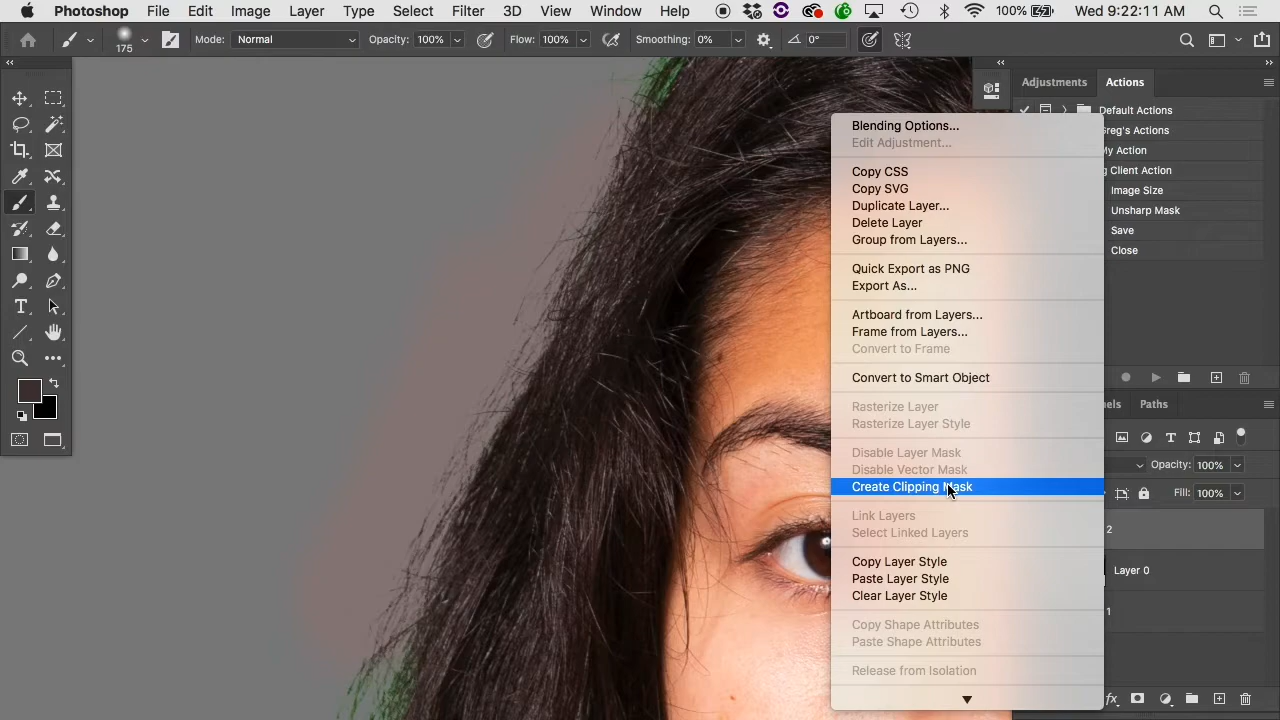 Photoshop File Edit Image Layer Type Select Filter 3D View Window Help 100% Wed 9:22:11 AM
175 Mode: Normal Opacity: 100% Flow: 100% Smoothing: 0% 0°
Adjustments Actions
Default Actions
Greg's Actions
My Action
g Client Action
Image Size
Unsharp Mask
Save
Close
Blending Options...
Edit Adjustment...
Copy CSS
Copy SVG
Duplicate Layer...
Delete Layer
Group from Layers...
Quick Export as PNG
Export As...
Artboard from Layers...
Frame from Layers...
Convert to Frame
Convert to Smart Object
Rasterize Layer
Rasterize Layer Style
Disable Layer Mask
Disable Vector Mask
Create Clipping Mask
Link Layers
Select Linked Layers
Copy Layer Style
Paste Layer Style
Clear Layer Style
Copy Shape Attributes
Paste Shape Attributes
Release from Isolation
nels Paths
Opacity: 100%
Fill: 100%
2
Layer 0
1
fx